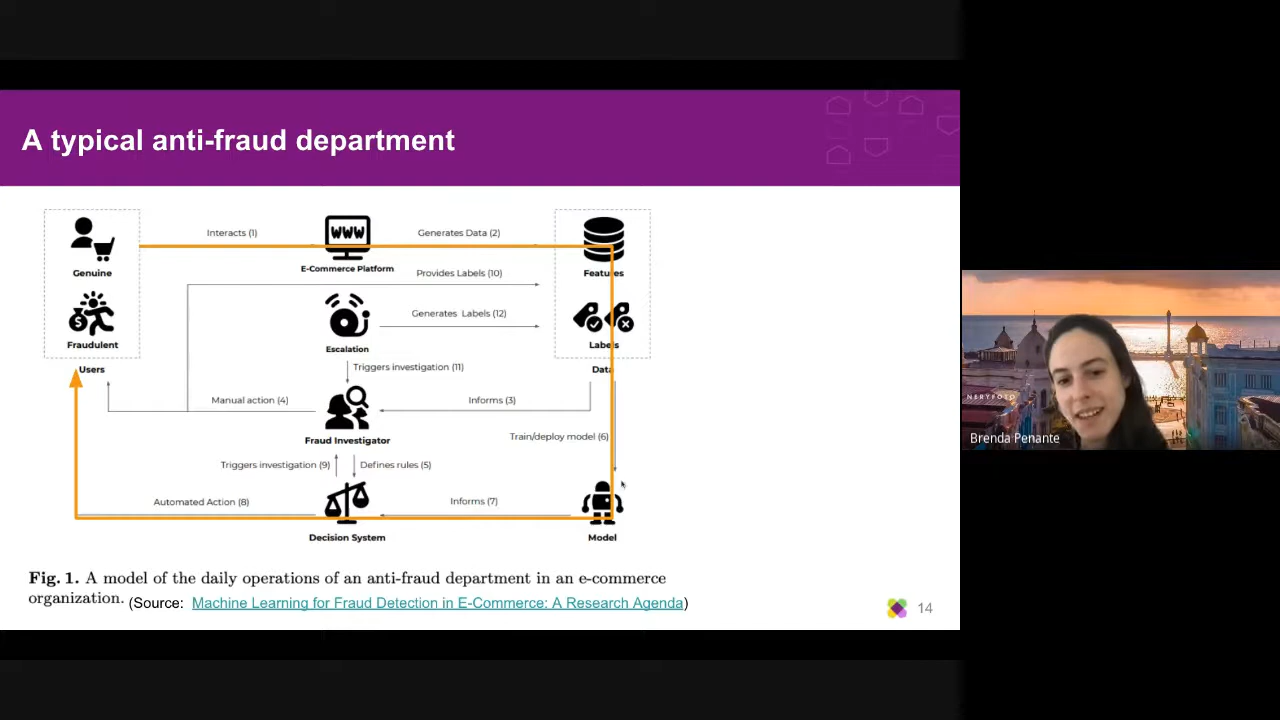 A typical anti-fraud department
Interacts (1)
WWW
Generates Data (2)
Genuine
E-Commerce Platform
Features
Provides Labels (10)
Generates Labels (12)
$
Fraudulent
Escalation
Labels
Users
Triggers investigation (11)
Data
Manual action (4)
Informs (3)
Fraud Investigator
Train/deploy model (6)
Triggers investigation (9)
Defines rules (5)
Automated Action (8)
Informs (7)
Decision System
Model
Fig. 1. A model of the daily operations of an anti-fraud department in an e-commerce
organization. (Source: Machine Learning for Fraud Detection in E-Commerce: A Research Agenda)
14
NERYFOTO
Brenda Penante